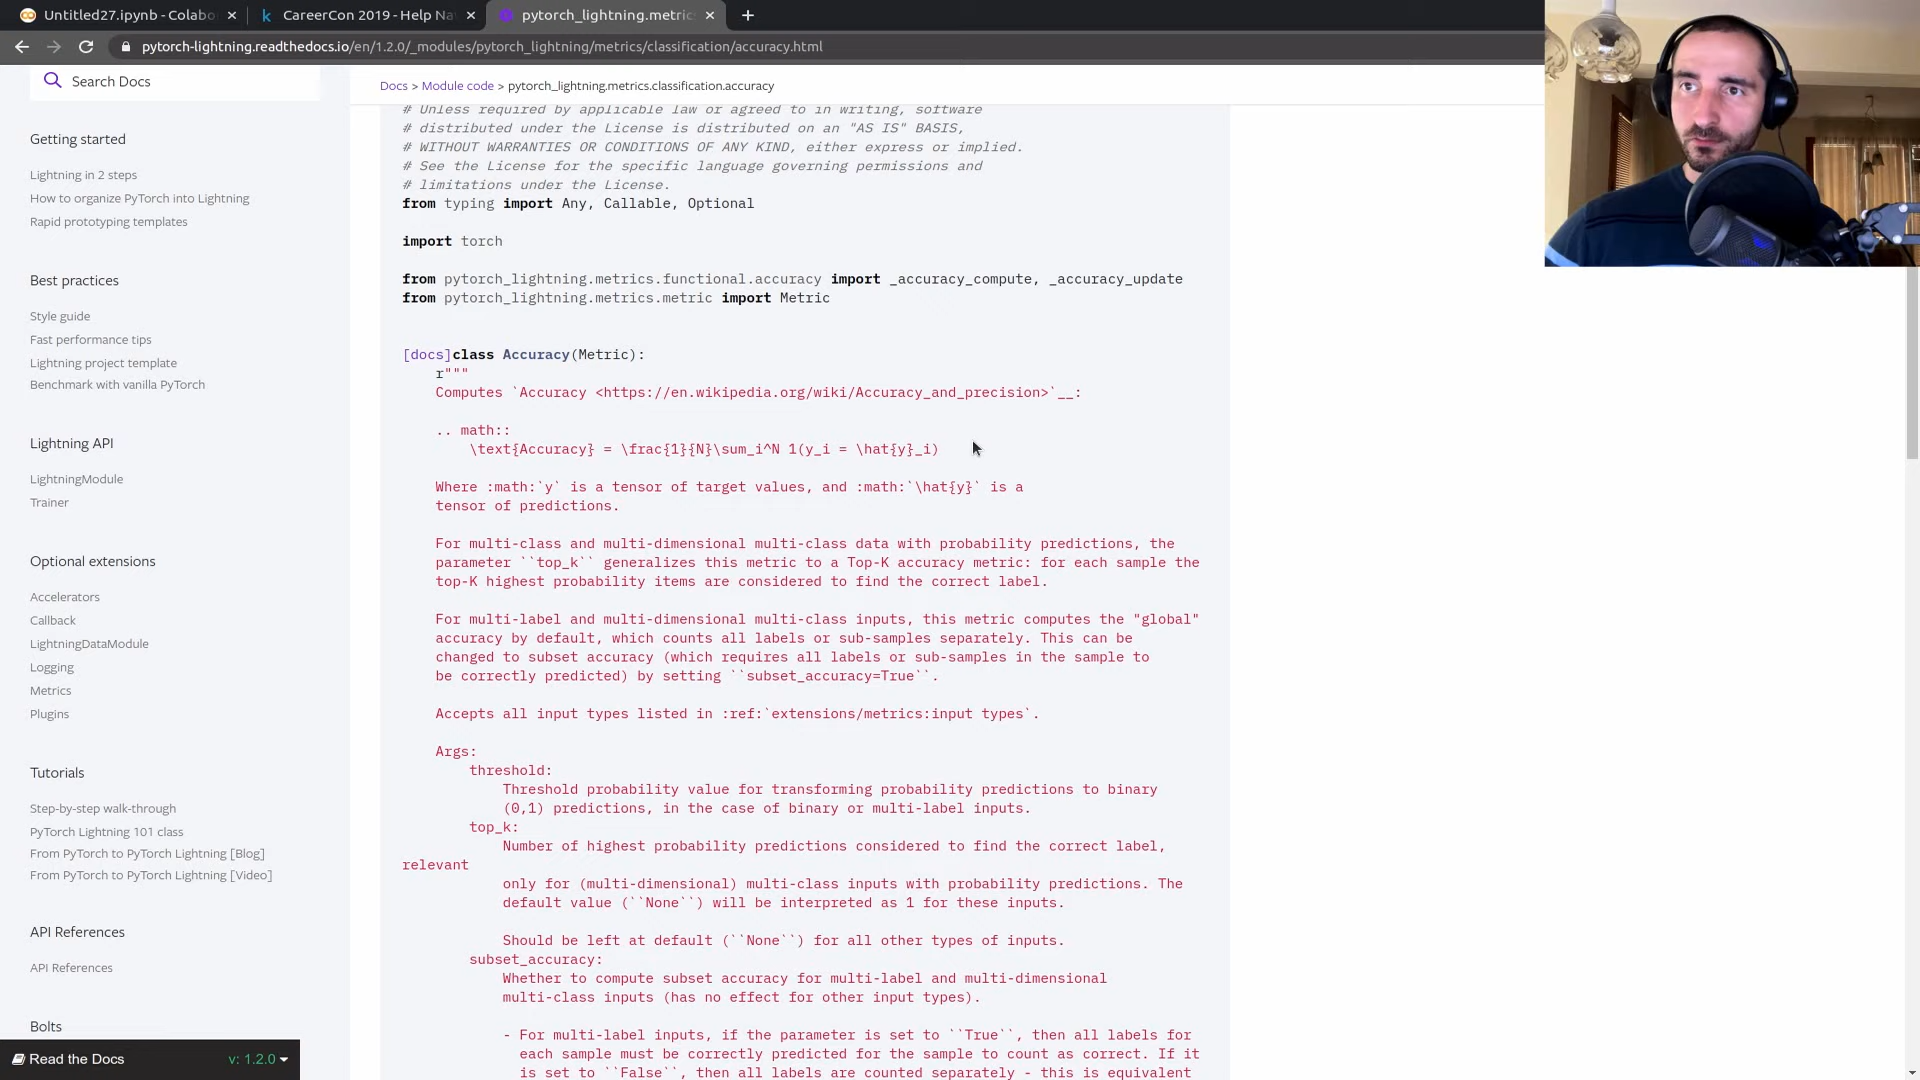 Untitled27.ipynb - Colabo
CareerCon 2019 - Help Na
pytorch_lightning.metric
pytorch-lightning.readthedocs.io/en/1.2.0/_modules/pytorch_lightning/metrics/classification/accuracy.html
Search Docs
Getting started
Lightning in 2 steps
How to organize PyTorch into Lightning
Rapid prototyping templates
Best practices
Style guide
Fast performance tips
Lightning project template
Benchmark with vanilla PyTorch
Lightning API
LightningModule
Trainer
Optional extensions
Accelerators
Callback
LightningDataModule
Logging
Metrics
Plugins
Tutorials
Step-by-step walk-through
PyTorch Lightning 101 class
From PyTorch to PyTorch Lightning [Blog]
From PyTorch to PyTorch Lightning [Video]
API References
API References
Bolts
Read the Docs v: 1.2.0
Docs > Module code > pytorch_lightning.metrics.classification.accuracy
# Unless required by applicable law or agreed to in writing, software
# distributed under the License is distributed on an "AS IS" BASIS,
# WITHOUT WARRANTIES OR CONDITIONS OF ANY KIND, either express or implied.
# See the License for the specific language governing permissions and
# limitations under the License.
from typing import Any, Callable, Optional
import torch
from pytorch_lightning.metrics.functional.accuracy import _accuracy_compute, _accuracy_update
from pytorch_lightning.metrics.metric import Metric
[docs]class Accuracy(Metric):
r"""
Computes `Accuracy <https://en.wikipedia.org/wiki/Accuracy_and_precision>`__:
.. math::
\text{Accuracy} = \frac{1}{N}\sum_i^N 1(y_i = \hat{y}_i)
Where :math:`y` is a tensor of target values, and :math:`\hat{y}` is a
tensor of predictions.
For multi-class and multi-dimensional multi-class data with probability predictions, the
parameter ``top_k`` generalizes this metric to a Top-K accuracy metric: for each sample the
top-K highest probability items are considered to find the correct label.
For multi-label and multi-dimensional multi-class inputs, this metric computes the "global"
accuracy by default, which counts all labels or sub-samples separately. This can be
changed to subset accuracy (which requires all labels or sub-samples in the sample to
be correctly predicted) by setting ``subset_accuracy=True``.
Accepts all input types listed in :ref:`extensions/metrics:input types`.
Args:
threshold:
Threshold probability value for transforming probability predictions to binary
(0,1) predictions, in the case of binary or multi-label inputs.
top_k:
Number of highest probability predictions considered to find the correct label,
relevant
only for (multi-dimensional) multi-class inputs with probability predictions. The
default value (``None``) will be interpreted as 1 for these inputs.
Should be left at default (``None``) for all other types of inputs.
subset_accuracy:
Whether to compute subset accuracy for multi-label and multi-dimensional
multi-class inputs (has no effect for other input types).
- For multi-label inputs, if the parameter is set to ``True``, then all labels for
each sample must be correctly predicted for the sample to count as correct. If it
is set to ``False``, then all labels are counted separately - this is equivalent